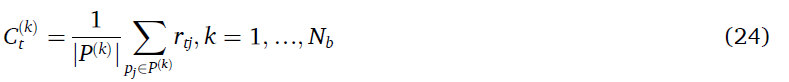 $C_t^{(k)} = \frac{1}{|P^{(k)}|} \sum_{p_j \in P^{(k)}} r_{tj}, k = 1, \ldots, N_b$ (24)